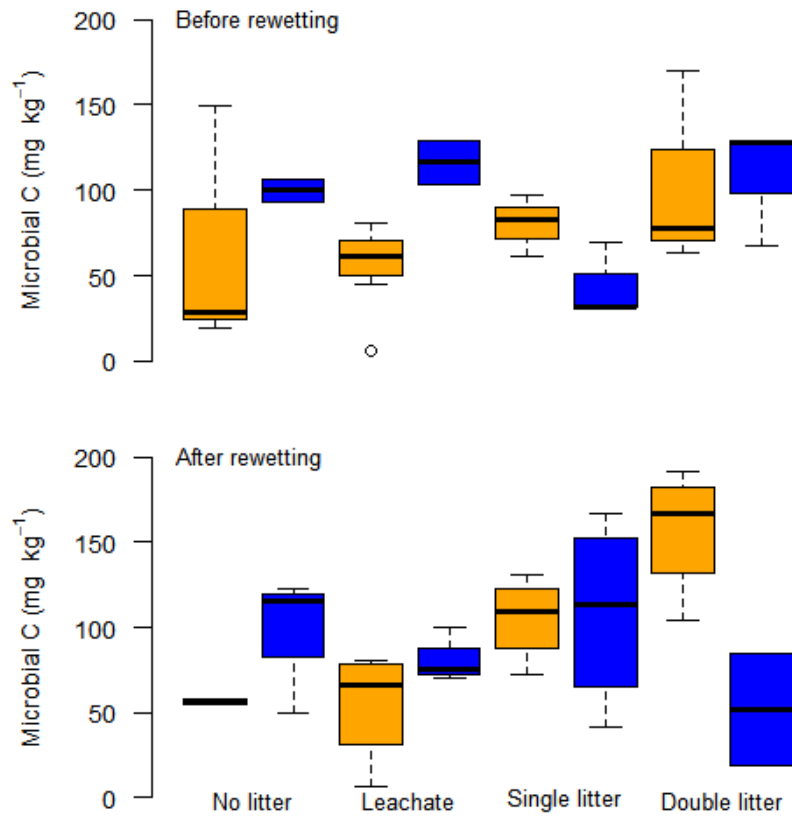 Before rewetting
Microbial C (mg kg⁻¹)
200
150
100
50
0
After rewetting
Microbial C (mg kg⁻¹)
200
150
100
50
0
No litter
Leachate
Single litter
Double litter